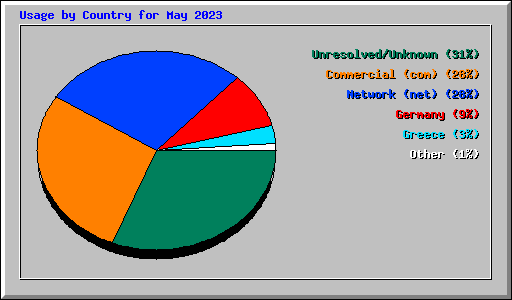 Usage by Country for May 2023
Unresolved/Unknown (31%)
Commercial (com) (28%)
Network (net) (28%)
Germany (9%)
Greece (3%)
Other (1%)